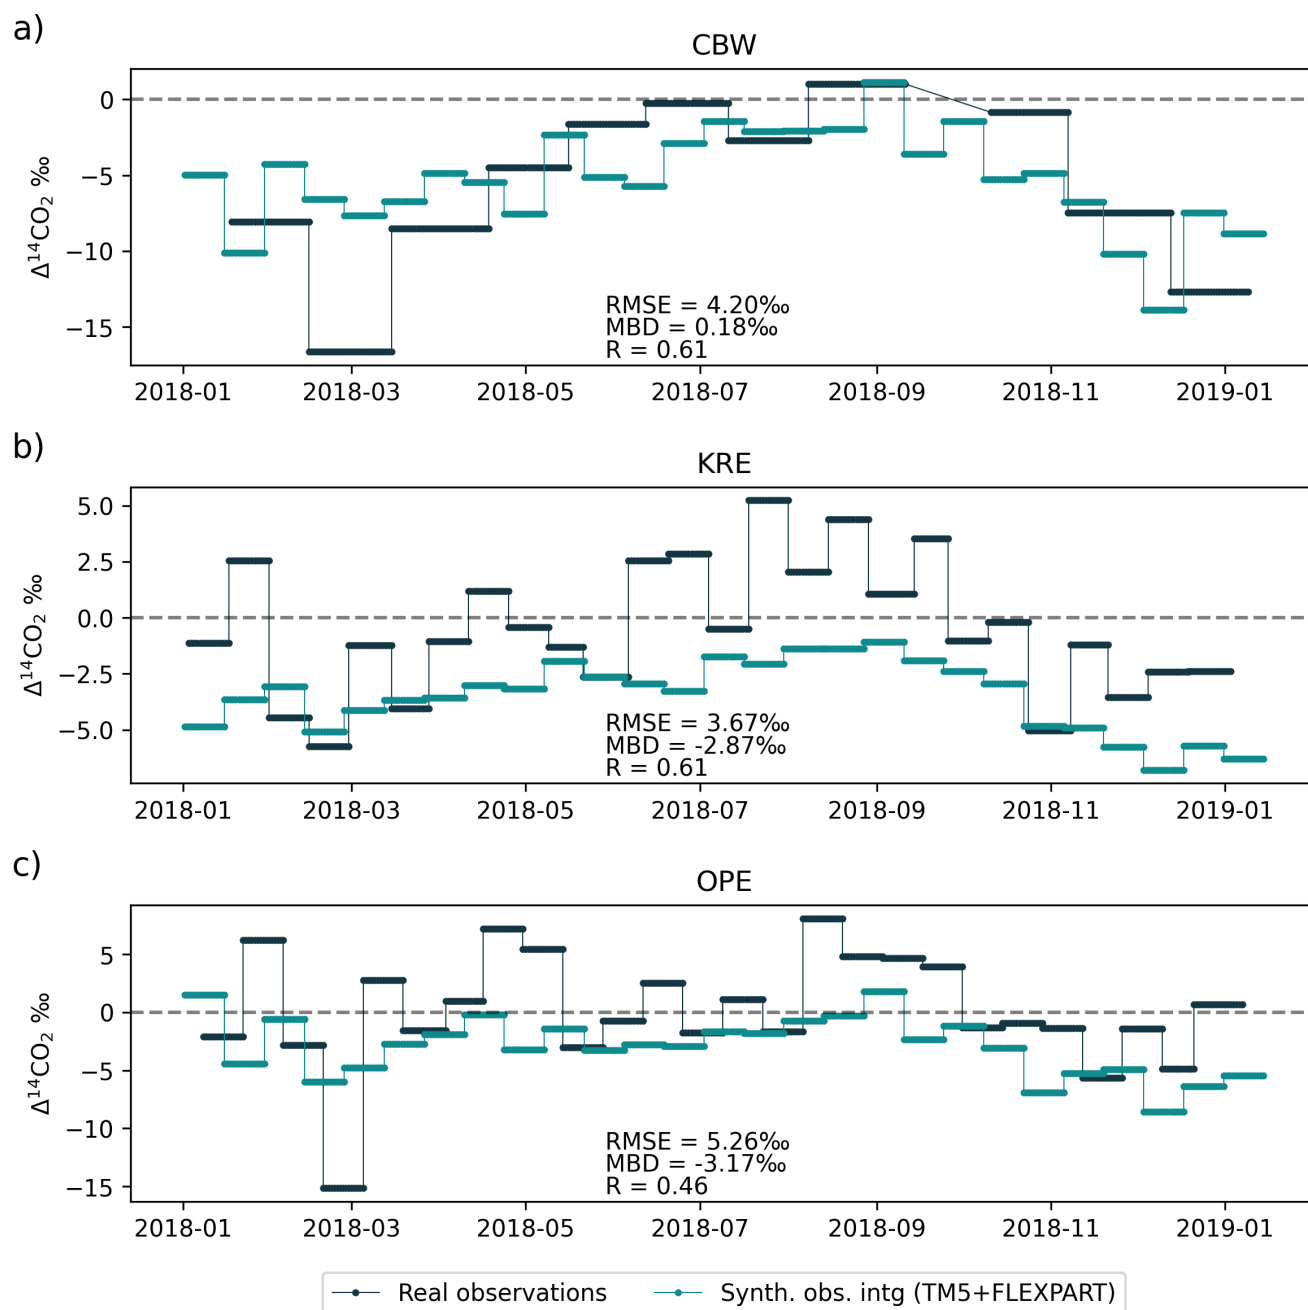 a)
CBW
Δ¹⁴CO₂ ‰
0
−5
−10
−15
RMSE = 4.20‰
MBD = 0.18‰
R = 0.61
2018-01 2018-03 2018-05 2018-07 2018-09 2018-11 2019-01
b)
KRE
Δ¹⁴CO₂ ‰
5.0
2.5
0.0
−2.5
−5.0
RMSE = 3.67‰
MBD = -2.87‰
R = 0.61
2018-01 2018-03 2018-05 2018-07 2018-09 2018-11 2019-01
c)
OPE
Δ¹⁴CO₂ ‰
5
0
−5
−10
−15
RMSE = 5.26‰
MBD = -3.17‰
R = 0.46
2018-01 2018-03 2018-05 2018-07 2018-09 2018-11 2019-01
Real observations Synth. obs. intg (TM5+FLEXPART)